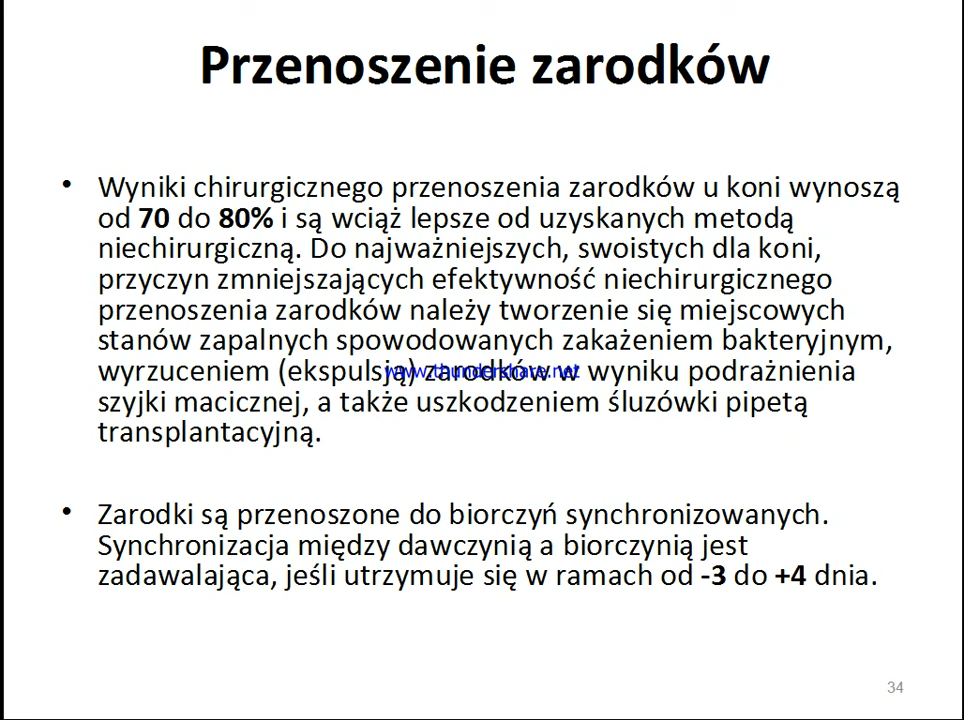 Przenoszenie zarodków
• Wyniki chirurgicznego przenoszenia zarodków u koni wynoszą
od 70 do 80% i są wciąż lepsze od uzyskanych metodą
niechirurgiczną. Do najważniejszych, swoistych dla koni,
przyczyn zmniejszających efektywność niechirurgicznego
przenoszenia zarodków należy tworzenie się miejscowych
stanów zapalnych spowodowanych zakażeniem bakteryjnym,
wyrzuceniem (ekspulsją) zarodków w wyniku podrażnienia
www.thundershare.net
szyjki macicznej, a także uszkodzeniem śluzówki pipetą
transplantacyjną.
• Zarodki są przenoszone do biorczyń synchronizowanych.
Synchronizacja między dawczynią a biorczynią jest
zadawalająca, jeśli utrzymuje się w ramach od -3 do +4 dnia.
34